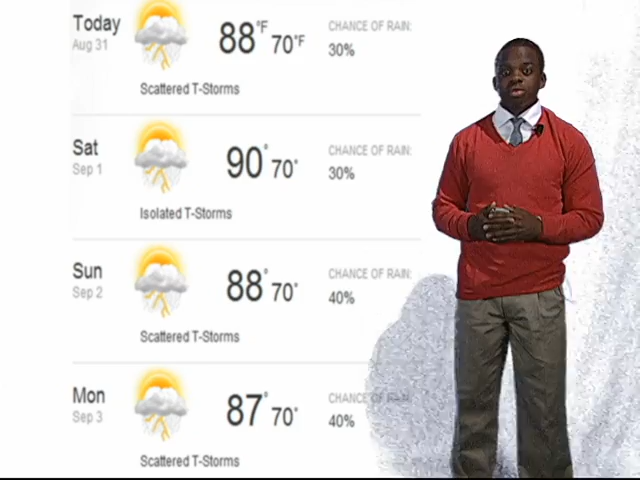 Today
Aug 31
88°F 70°F
CHANCE OF RAIN:
30%
Scattered T-Storms
Sat
Sep 1
90° 70°
CHANCE OF RAIN:
30%
Isolated T-Storms
Sun
Sep 2
88° 70°
CHANCE OF RAIN:
40%
Scattered T-Storms
Mon
Sep 3
87° 70°
CHANCE OF RAIN:
40%
Scattered T-Storms